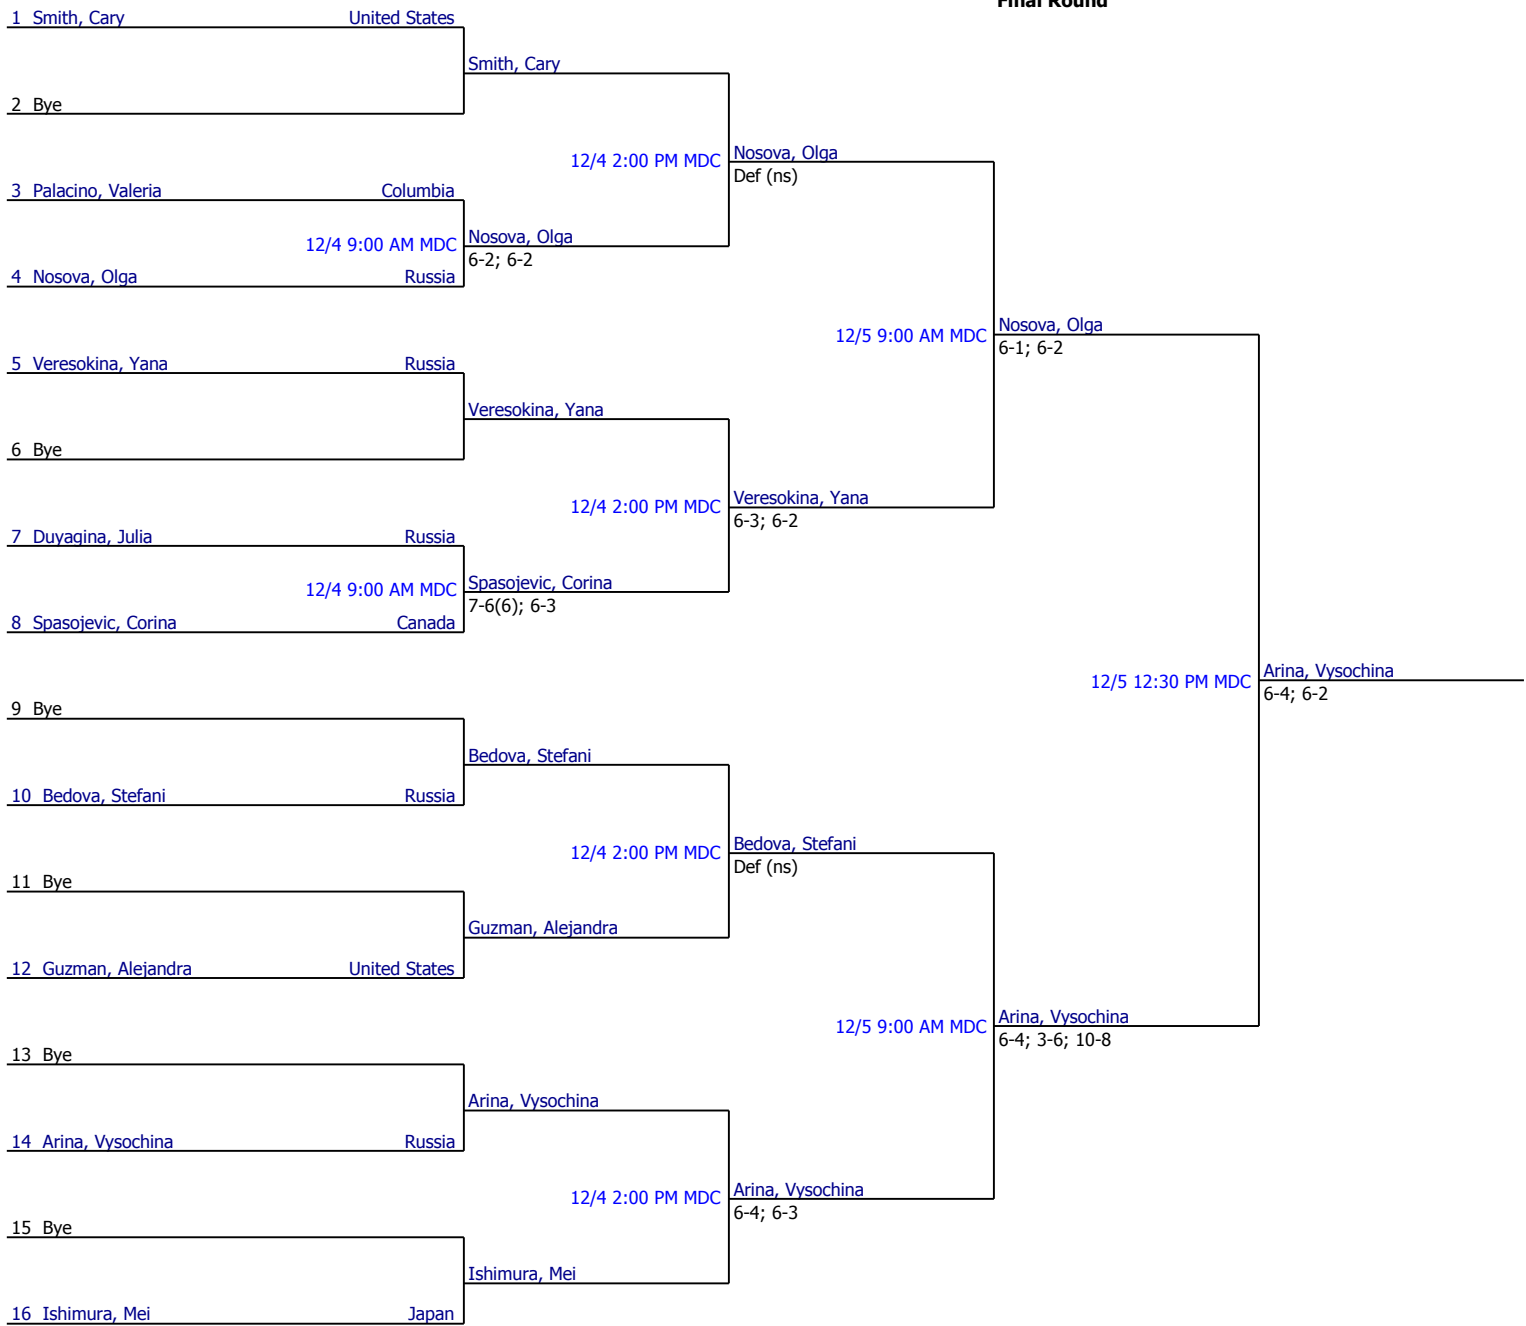 Final Round
1 Smith, Cary United States
Smith, Cary
2 Bye
12/4 2:00 PM MDC Nosova, Olga
Def (ns)
3 Palacino, Valeria Columbia
12/4 9:00 AM MDC Nosova, Olga
6-2; 6-2
4 Nosova, Olga Russia
12/5 9:00 AM MDC Nosova, Olga
6-1; 6-2
5 Veresokina, Yana Russia
Veresokina, Yana
6 Bye
12/4 2:00 PM MDC Veresokina, Yana
6-3; 6-2
7 Duyagina, Julia Russia
12/4 9:00 AM MDC Spasojevic, Corina
7-6(6); 6-3
8 Spasojevic, Corina Canada
12/5 12:30 PM MDC Arina, Vysochina
6-4; 6-2
9 Bye
Bedova, Stefani
10 Bedova, Stefani Russia
12/4 2:00 PM MDC Bedova, Stefani
Def (ns)
11 Bye
Guzman, Alejandra
12 Guzman, Alejandra United States
12/5 9:00 AM MDC Arina, Vysochina
6-4; 3-6; 10-8
13 Bye
Arina, Vysochina
14 Arina, Vysochina Russia
12/4 2:00 PM MDC Arina, Vysochina
6-4; 6-3
15 Bye
Ishimura, Mei
16 Ishimura, Mei Japan